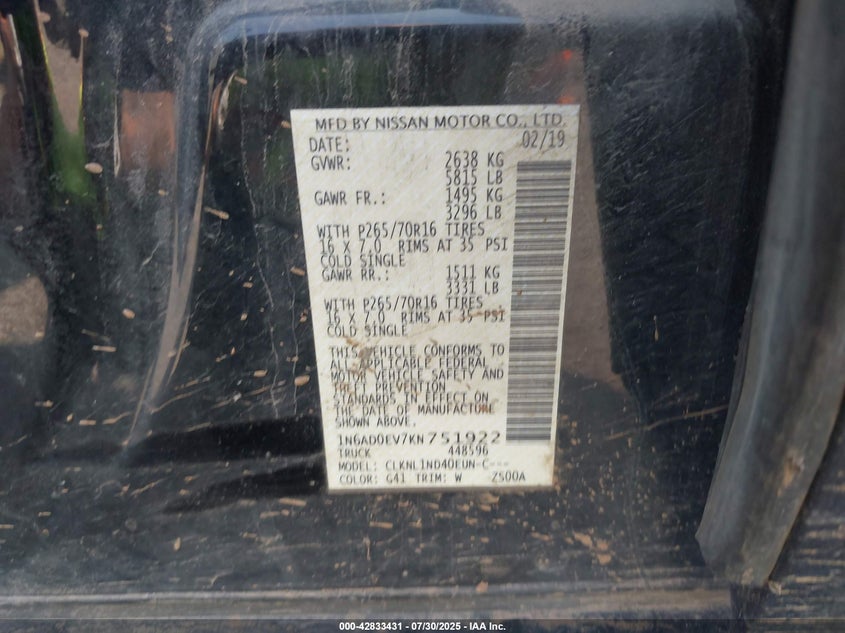 MFD BY NISSAN MOTOR CO., LTD.
DATE: 02/19
GVWR: 2638 KG
5815 LB
GAWR FR.: 1495 KG
3296 LB
WITH P265/70R16 TIRES
16 X 7.0 RIMS AT 35 PSI
COLD SINGLE
GAWR RR.: 1511 KG
3331 LB
WITH P265/70R16 TIRES
16 X 7.0 RIMS AT 35 PSI
COLD SINGLE
THIS VEHICLE CONFORMS TO
ALL APPLICABLE FEDERAL
MOTOR VEHICLE SAFETY AND
THEFT PREVENTION
STANDARDS IN EFFECT ON
THE DATE OF MANUFACTURE
SHOWN ABOVE.
1N6AD0EV7KN751922
TRUCK 448596
MODEL: CLKNL1ND40EUN-C---
COLOR: G41 TRIM: W ZS00A
000-42833431 - 07/30/2025 - IAA Inc.